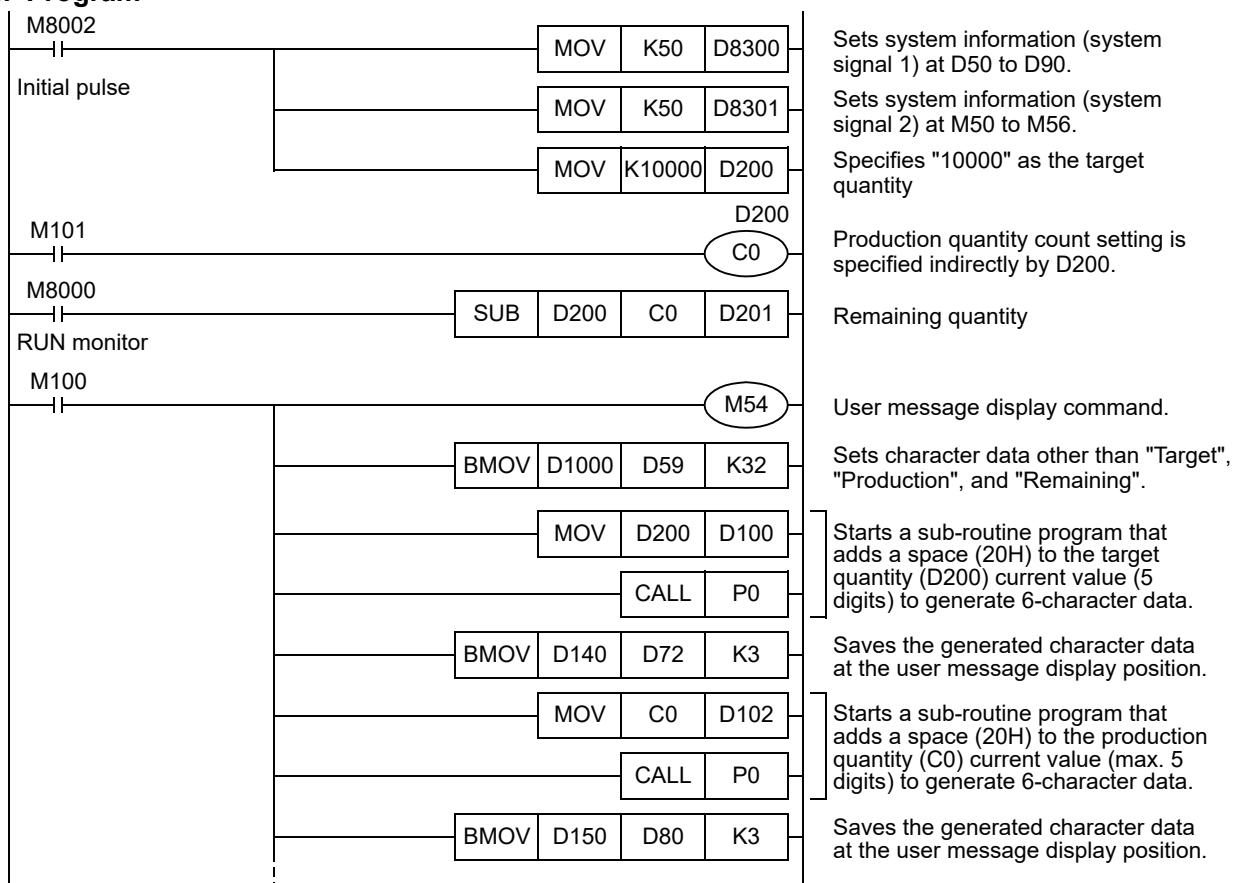 M8002
MOV K50 D8300
Sets system information (system
signal 1) at D50 to D90.
Initial pulse
MOV K50 D8301
Sets system information (system
signal 2) at M50 to M56.
MOV K10000 D200
Specifies "10000" as the target
quantity
D200
M101
C0
Production quantity count setting is
specified indirectly by D200.
M8000
SUB D200 C0 D201
Remaining quantity
RUN monitor
M100
M54
User message display command.
BMOV D1000 D59 K32
Sets character data other than "Target",
"Production", and "Remaining".
MOV D200 D100
CALL P0
Starts a sub-routine program that
adds a space (20H) to the target
quantity (D200) current value (5
digits) to generate 6-character data.
BMOV D140 D72 K3
Saves the generated character data
at the user message display position.
MOV C0 D102
CALL P0
Starts a sub-routine program that
adds a space (20H) to the production
quantity (C0) current value (max. 5
digits) to generate 6-character data.
BMOV D150 D80 K3
Saves the generated character data
at the user message display position.